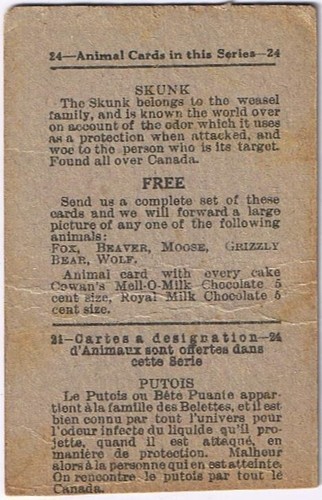 24—Animal Cards in this Series—24
SKUNK
The Skunk belongs to the weasel
family, and is known the world over
on account of the odor which it uses
as a protection when attacked, and
woe to the person who is its target.
Found all over Canada.
FREE
Send us a complete set of these
cards and we will forward a large
picture of any one of the following
animals:
FOX, BEAVER, MOOSE, GRIZZLY
BEAR, WOLF.
Animal card with every cake
Cowan's Mell-O-Milk Chocolate 5
cent size, Royal Milk Chocolate 5
cent size.
24-Cartes a designation-24
d'Animaux sont offertes dans
cette Serie
PUTOIS
Le Putois ou Bête Puante appar-
tient à la famille des Belettes, et il est
bien connu par tout l'univers pour
l'odeur infecte du liquide qu'il pro-
jette, quand il est attaqué, en
manière de protection. Malheur
alors à la personne qui en est atteinte.
On rencontre le putois par tout le
Canada.